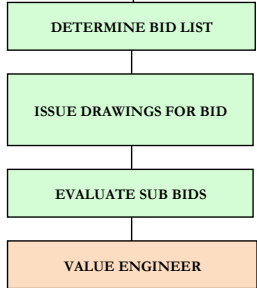 DETERMINE BID LIST
ISSUE DRAWINGS FOR BID
EVALUATE SUB BIDS
VALUE ENGINEER